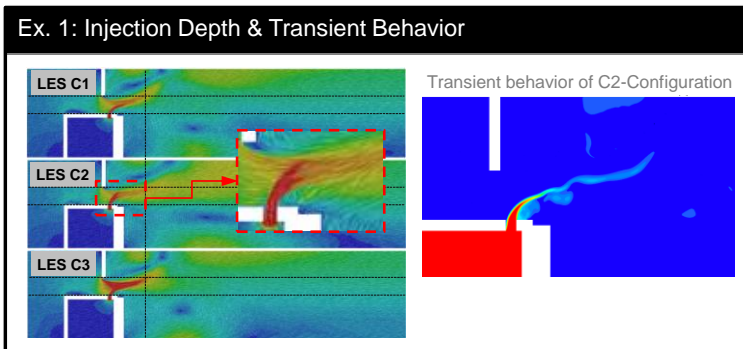 Ex. 1: Injection Depth & Transient Behavior
LES C1
LES C2
LES C3
Transient behavior of C2-Configuration